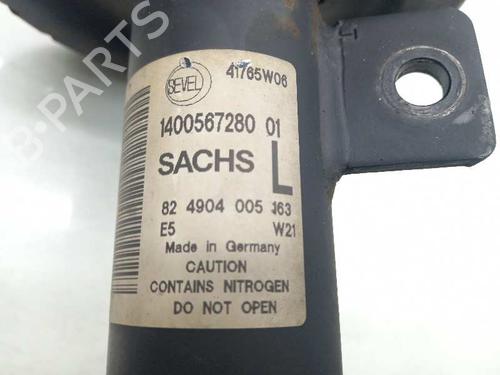 SEVEL
41765W06
1400567280 01
SACHS L
82 4904 005 163
E5 W21
Made in Germany
CAUTION
CONTAINS NITROGEN
DO NOT OPEN
B-PARTS